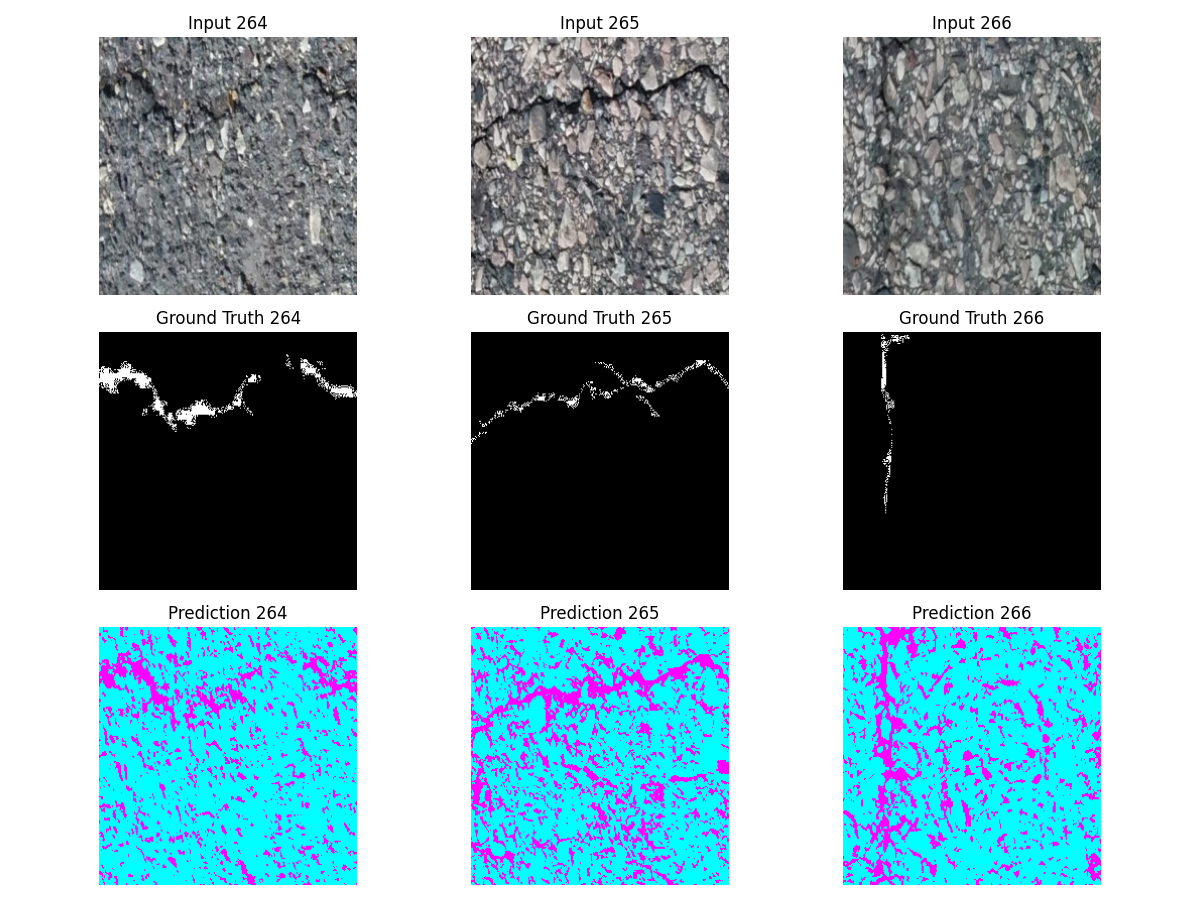 Input 264
Input 265
Input 266
Ground Truth 264
Ground Truth 265
Ground Truth 266
Prediction 264
Prediction 265
Prediction 266